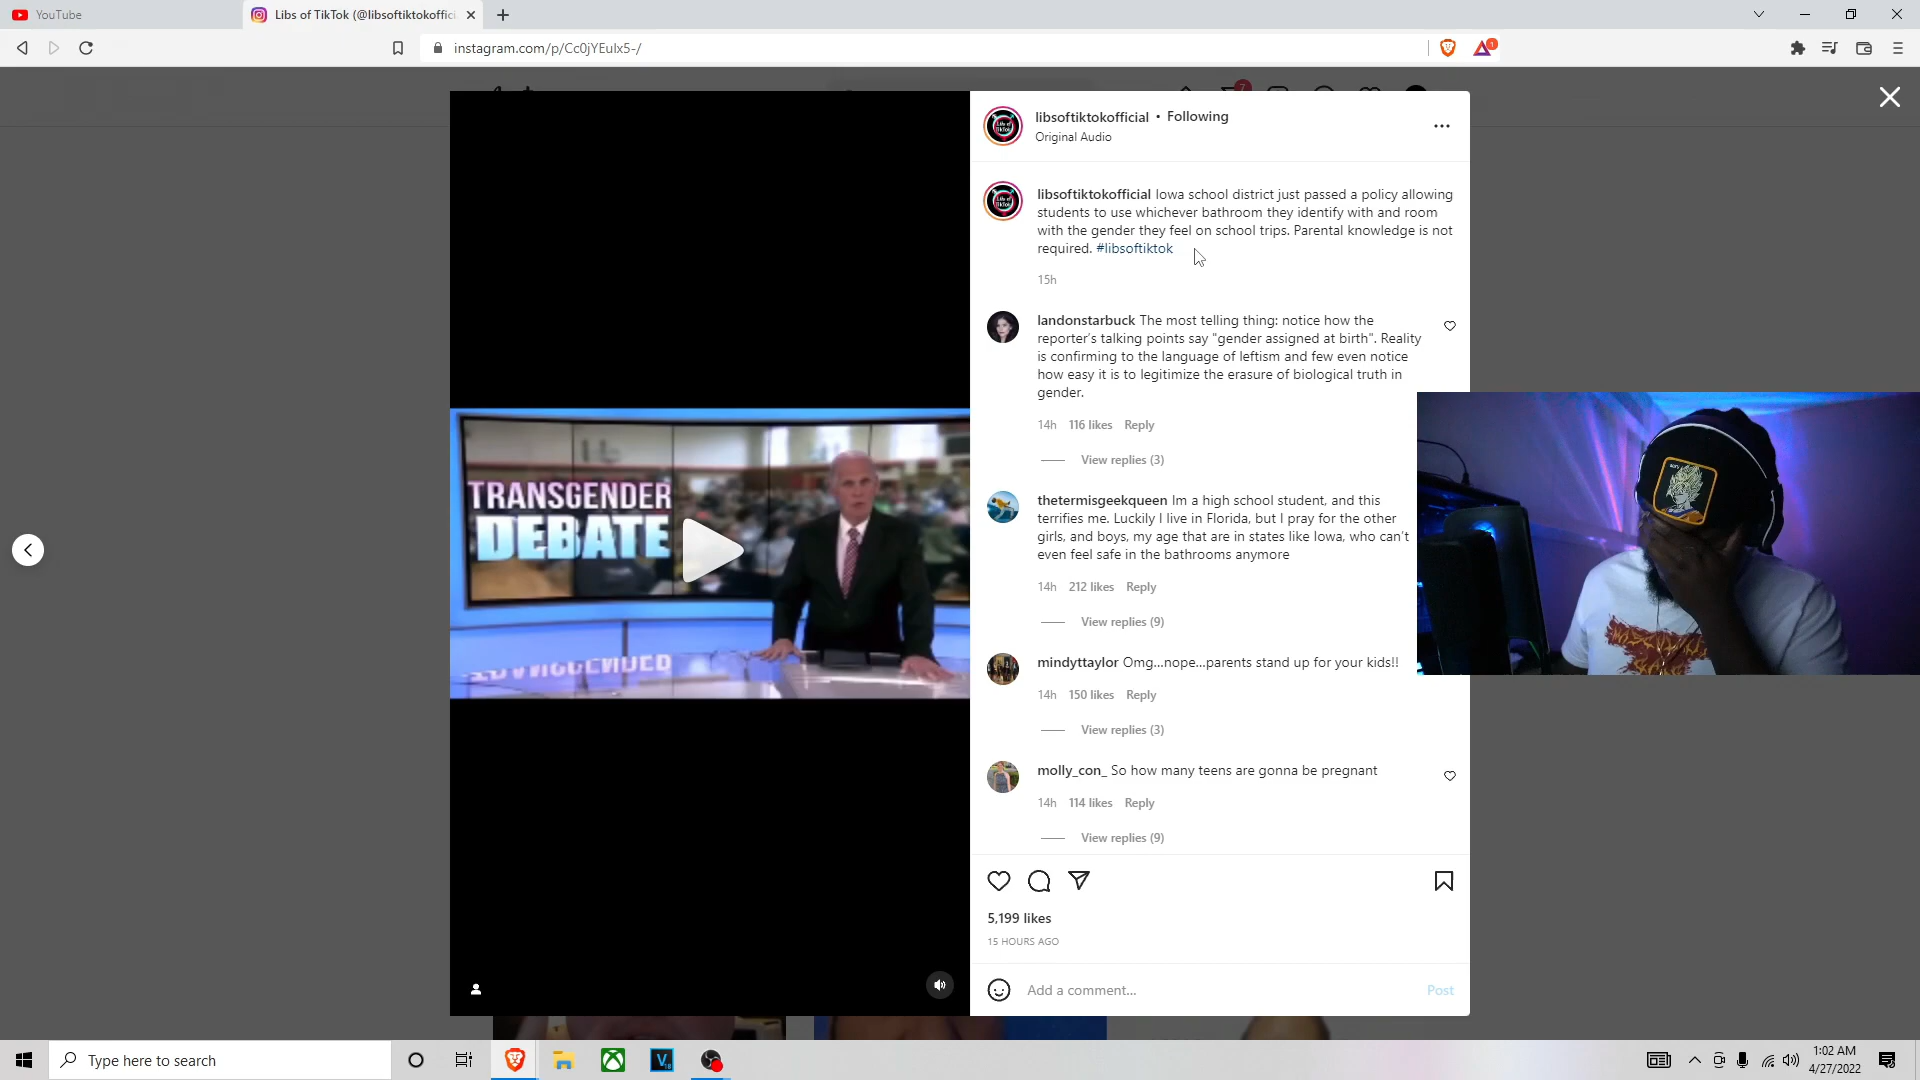 YouTube
Libs of TikTok (@libsoftiktokoffici
instagram.com/p/Cc0jYEulx5-/
1
7
libsoftiktokofficial • Following
Original Audio
libsoftiktokofficial Iowa school district just passed a policy allowing
students to use whichever bathroom they identify with and room
with the gender they feel on school trips. Parental knowledge is not
required. #libsoftiktok
15h
landonstarbuck The most telling thing: notice how the
reporter's talking points say "gender assigned at birth". Reality
is confirming to the language of leftism and few even notice
how easy it is to legitimize the erasure of biological truth in
gender.
14h 116 likes Reply
View replies (3)
TRANSGENDER
DEBATE
thetermisgeekqueen Im a high school student, and this
terrifies me. Luckily I live in Florida, but I pray for the other
girls, and boys, my age that are in states like Iowa, who can't
even feel safe in the bathrooms anymore
14h 212 likes Reply
View replies (9)
mindyttaylor Omg...nope...parents stand up for your kids!!
14h 150 likes Reply
View replies (3)
molly_con_ So how many teens are gonna be pregnant
14h 114 likes Reply
View replies (9)
5,199 likes
15 HOURS AGO
Add a comment...
Post
Type here to search
1:02 AM
4/27/2022